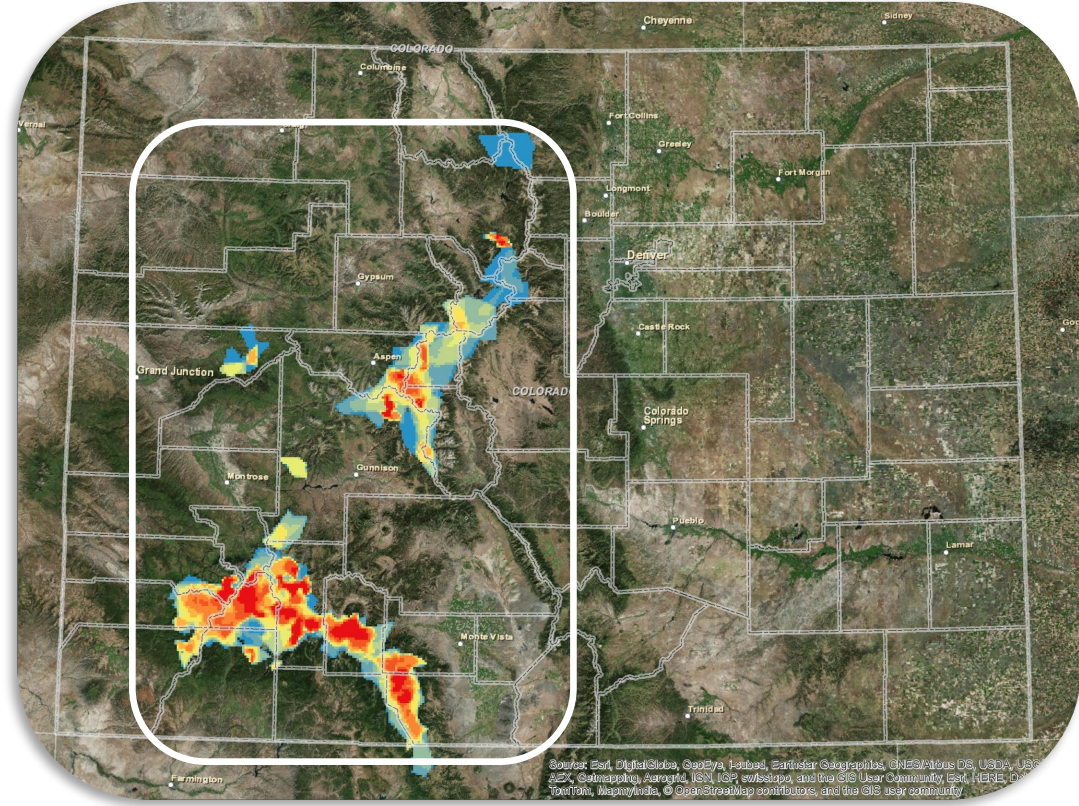 Cheyenne
Sidney
COLORADO
Columbine
Vernal
Fort Collins
Greeley
Fort Morgan
Longmont
Boulder
Denver
Gypsum
Castle Rock
Aspen
Grand Junction
COLORADO
Colorado
Springs
Gunnison
Montrose
Pueblo
Lamar
Monte Vista
Trinidad
Farmington
Source: Esri, DigitalGlobe, GeoEye, i-cubed, Earthstar Geographics, CNES/Airbus DS, USDA,
AEX, Getmapping, Aerogrid, IGN, IGP, swisstopo, and the GIS User Community, Esri, HERE,
TomTom, MapmyIndia, © OpenStreetMap contributors, and the GIS user community